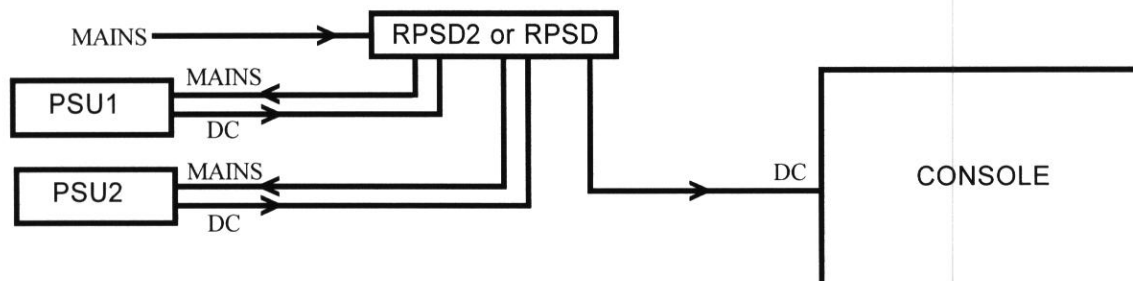 MAINS
RPSD2 or RPSD
MAINS
PSU1
DC
MAINS
PSU2
DC
DC
CONSOLE